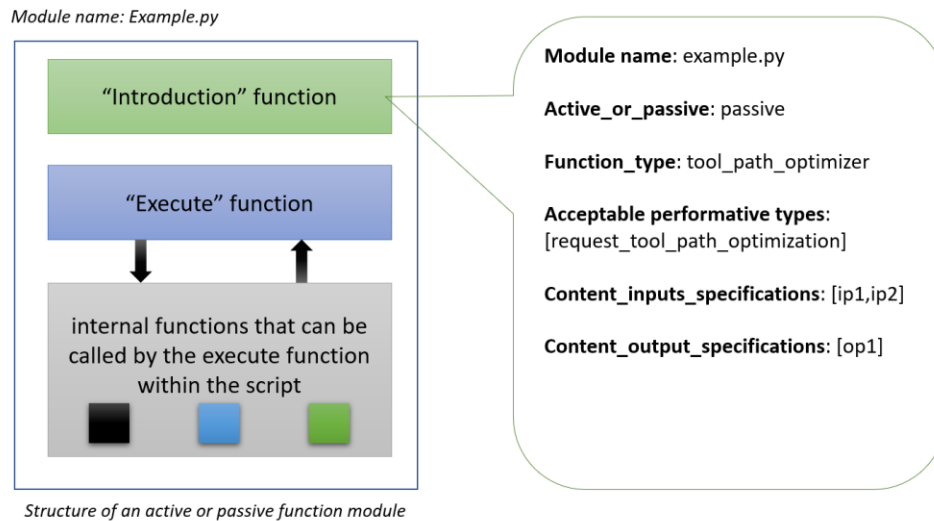 Module name: Example.py
“Introduction” function
“Execute” function
internal functions that can be
called by the execute function
within the script
Structure of an active or passive function module
Module name: example.py
Active_or_passive: passive
Function_type: tool_path_optimizer
Acceptable performative types:
[request_tool_path_optimization]
Content_inputs_specifications: [ip1,ip2]
Content_output_specifications: [op1]